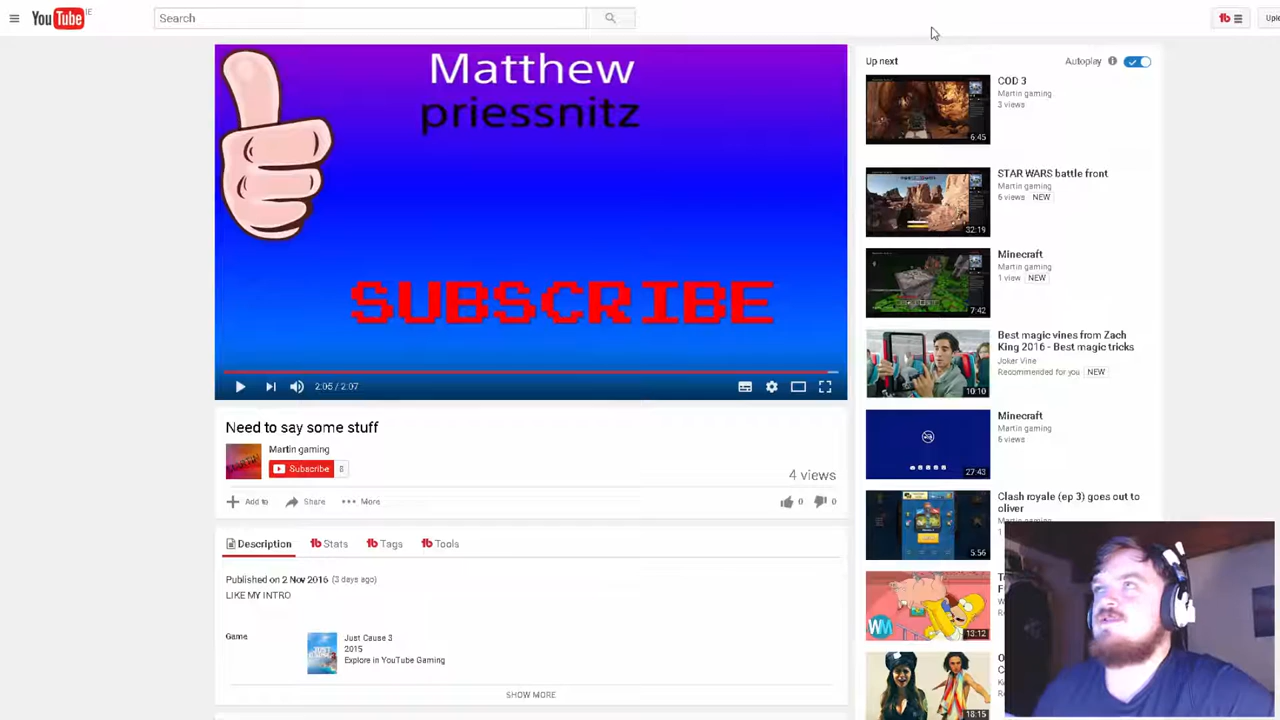 YouTube IE
Search
Uplo
Matthew
priessnitz
SUBSCRIBE
2:05 / 2:07
Need to say some stuff
Martin gaming
Subscribe 8
4 views
Add to Share More
0 0
Description Stats Tags Tools
Published on 2 Nov 2016 (3 days ago)
LIKE MY INTRO
Game
Just Cause 3
2015
Explore in YouTube Gaming
SHOW MORE
Up next Autoplay
COD 3
Martin gaming
3 views
6:45
STAR WARS battle front
Martin gaming
6 views NEW
32:19
Minecraft
Martin gaming
1 view NEW
7:42
Best magic vines from Zach
King 2016 - Best magic tricks
Joker Vine
Recommended for you NEW
10:10
Minecraft
Martin gaming
6 views
27:43
Clash royale (ep 3) goes out to
oliver
5:56
13:12
18:15